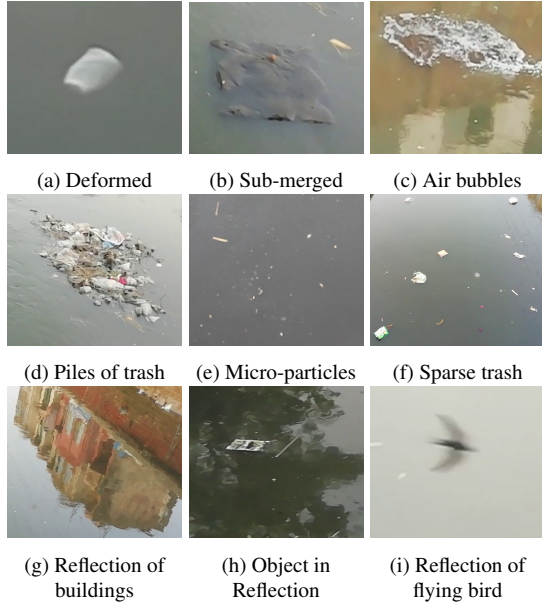 (a) Deformed
(b) Sub-merged
(c) Air bubbles
(d) Piles of trash
(e) Micro-particles
(f) Sparse trash
(g) Reflection of
buildings
(h) Object in
Reflection
(i) Reflection of
flying bird